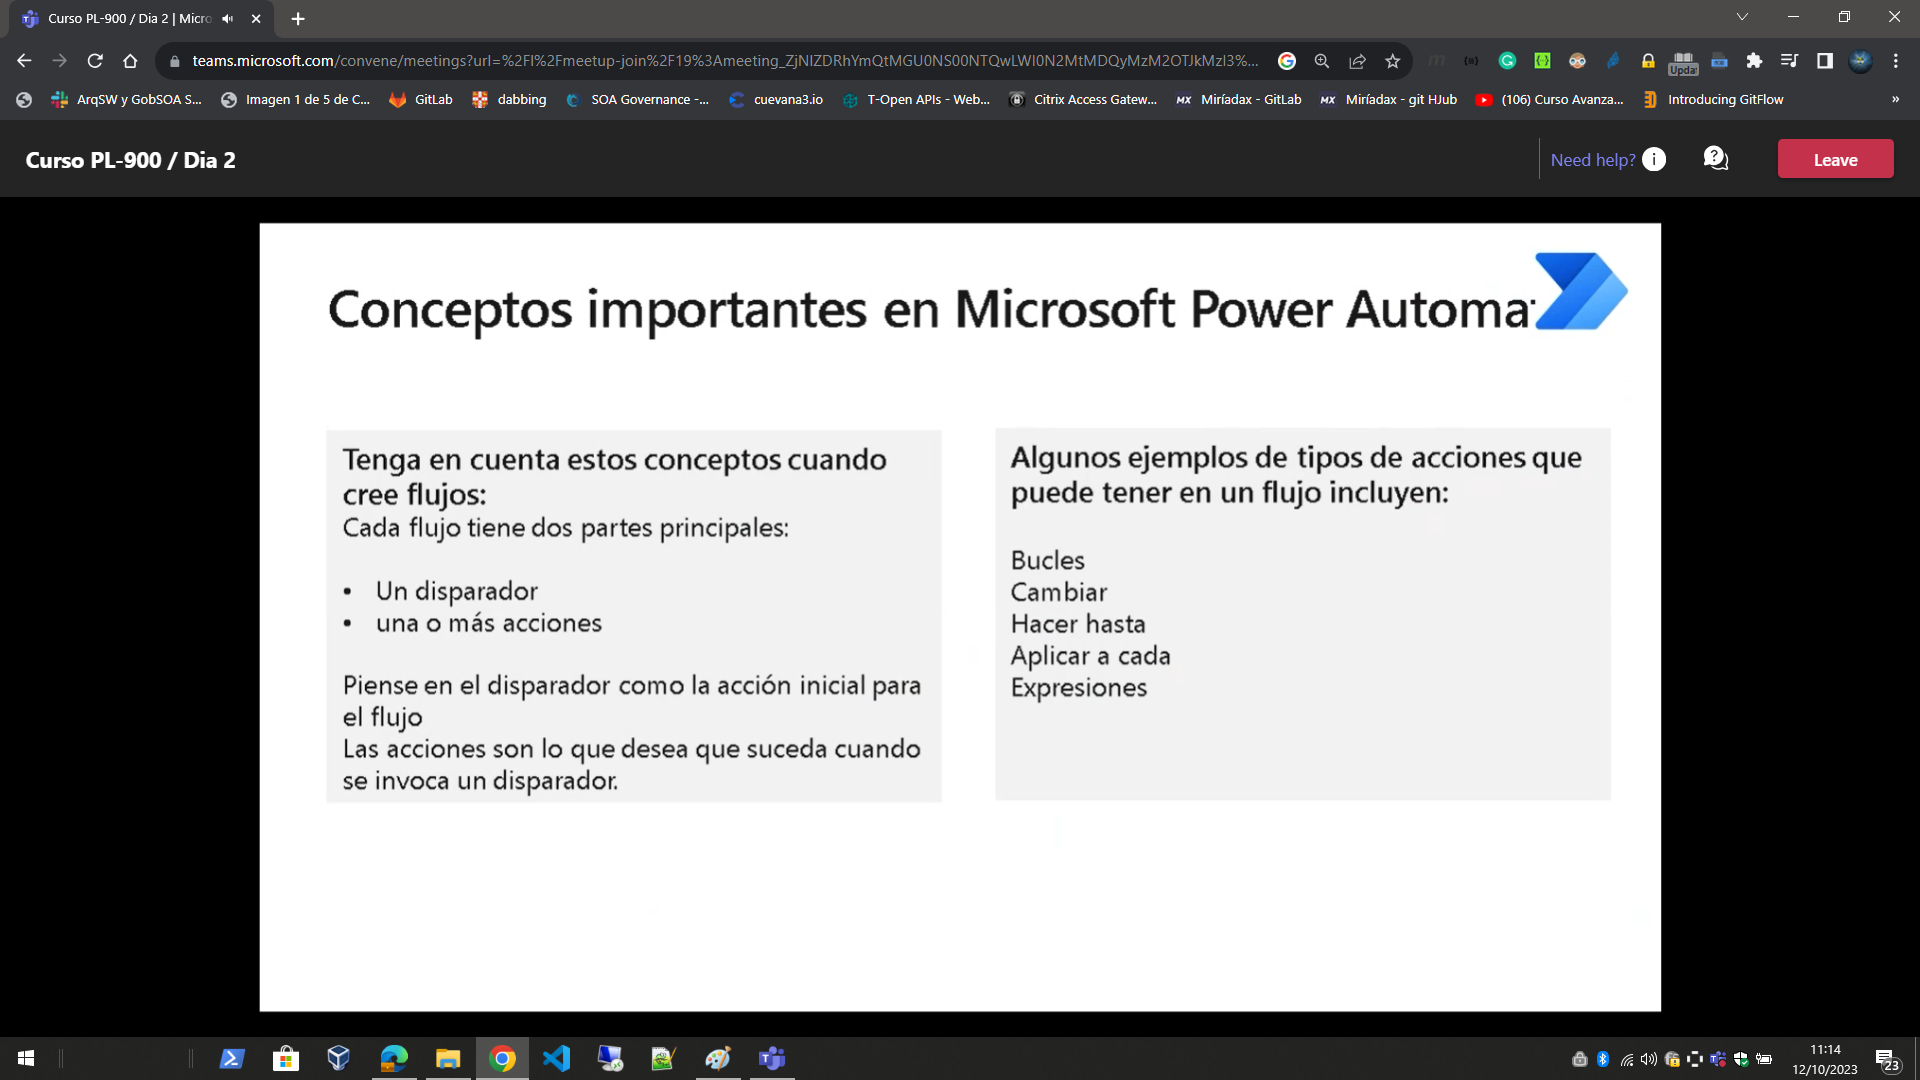 Curso PL-900 / Dia 2 | Micro
teams.microsoft.com/convene/meetings?url=%2Fl%2Fmeetup-join%2F19%3Ameeting_ZjNlZDRhYmQtMGU0NS00NTQwLWI0N2MtMDQyMzM2OTJkMzI3%...
Upda
ArqSW y GobSOA S...
Imagen 1 de 5 de C...
GitLab
dabbing
SOA Governance -...
cuevana3.io
T-Open APIs - Web...
Citrix Access Gatew...
MX Miríadax - GitLab
MX Miríadax - git HJub
(106) Curso Avanza...
Introducing GitFlow
»
Curso PL-900 / Dia 2
Need help?
Leave
Conceptos importantes en Microsoft Power Automa
Tenga en cuenta estos conceptos cuando
cree flujos:
Cada flujo tiene dos partes principales:
• Un disparador
• una o más acciones
Piense en el disparador como la acción inicial para
el flujo
Las acciones son lo que desea que suceda cuando
se invoca un disparador.
Algunos ejemplos de tipos de acciones que
puede tener en un flujo incluyen:
Bucles
Cambiar
Hacer hasta
Aplicar a cada
Expresiones
11:14
12/10/2023
23